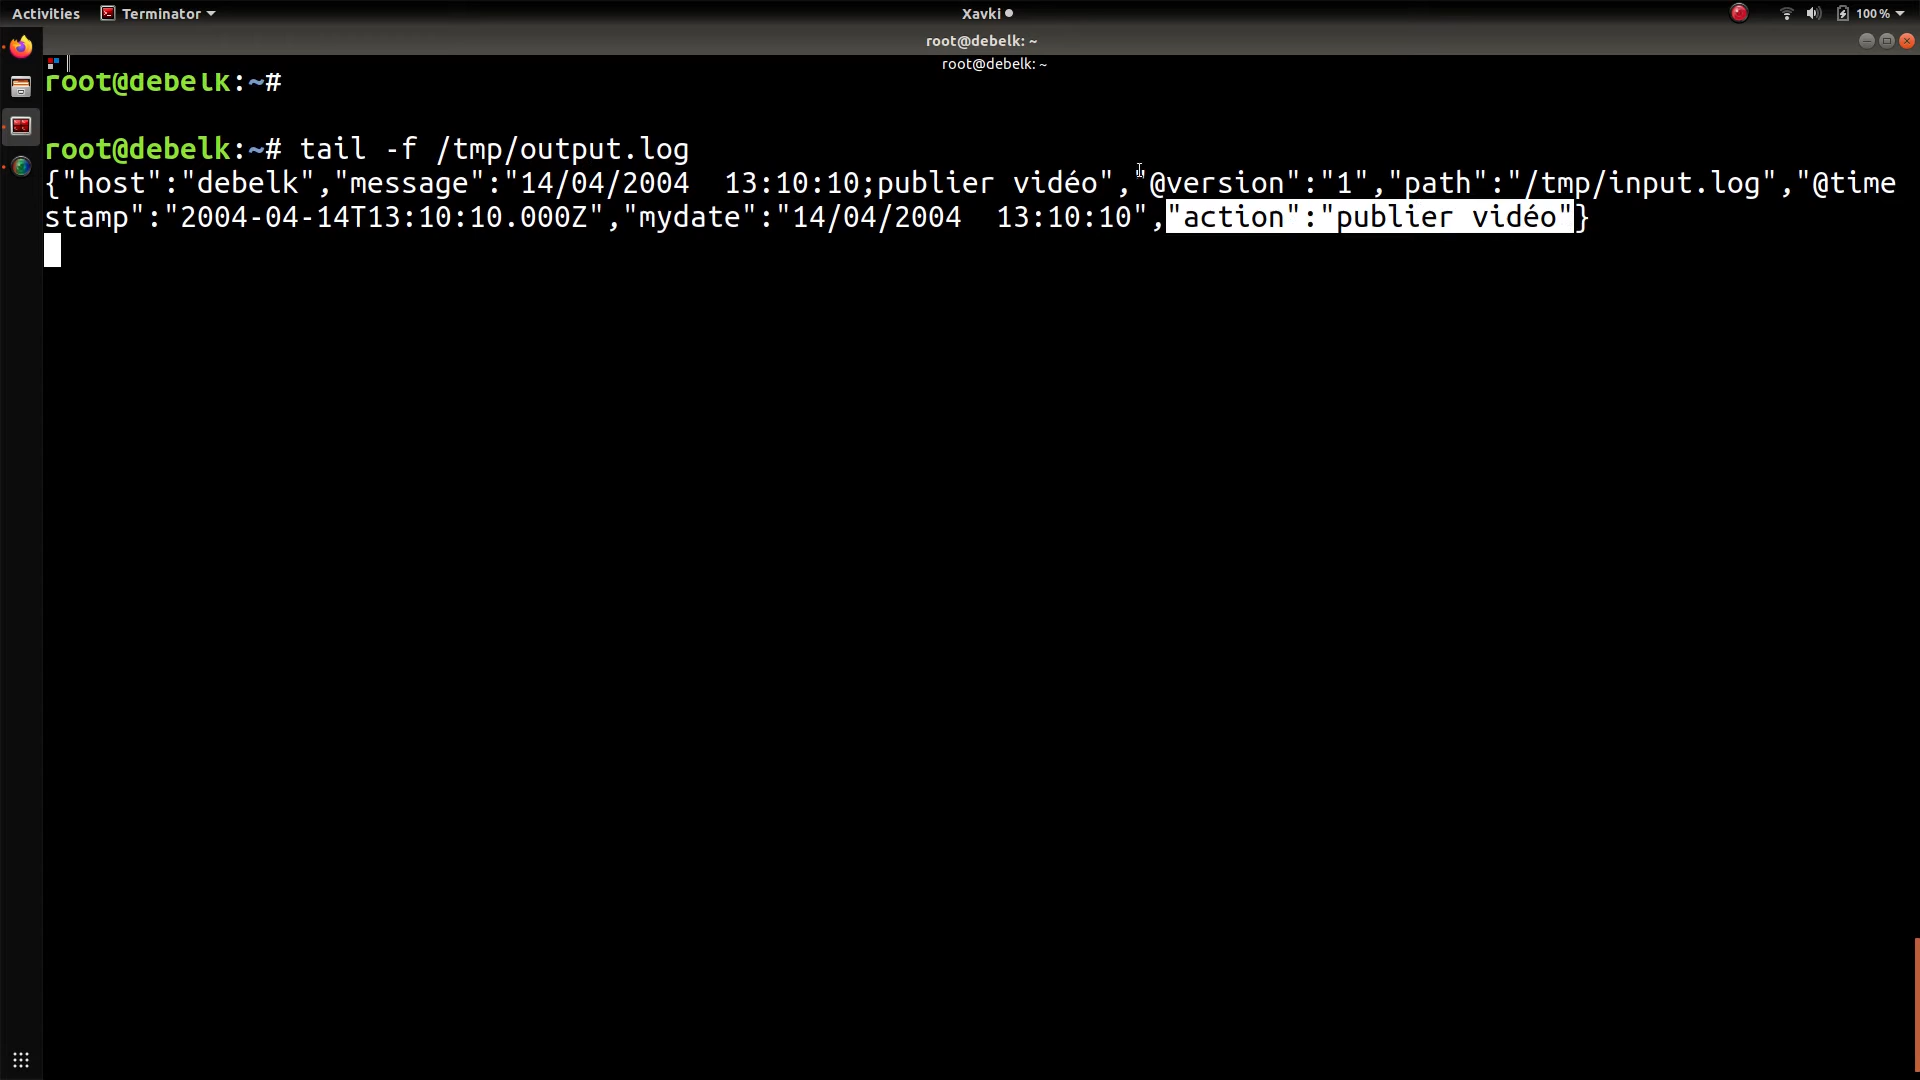 Activities Terminator Xavki 100 %
root@debelk: ~
root@debelk: ~
root@debelk:~#
root@debelk:~# tail -f /tmp/output.log
{"host":"debelk","message":"14/04/2004  13:10:10;publier vidéo","@version":"1","path":"/tmp/input.log","@time
stamp":"2004-04-14T13:10:10.000Z","mydate":"14/04/2004  13:10:10","action":"publier vidéo"}